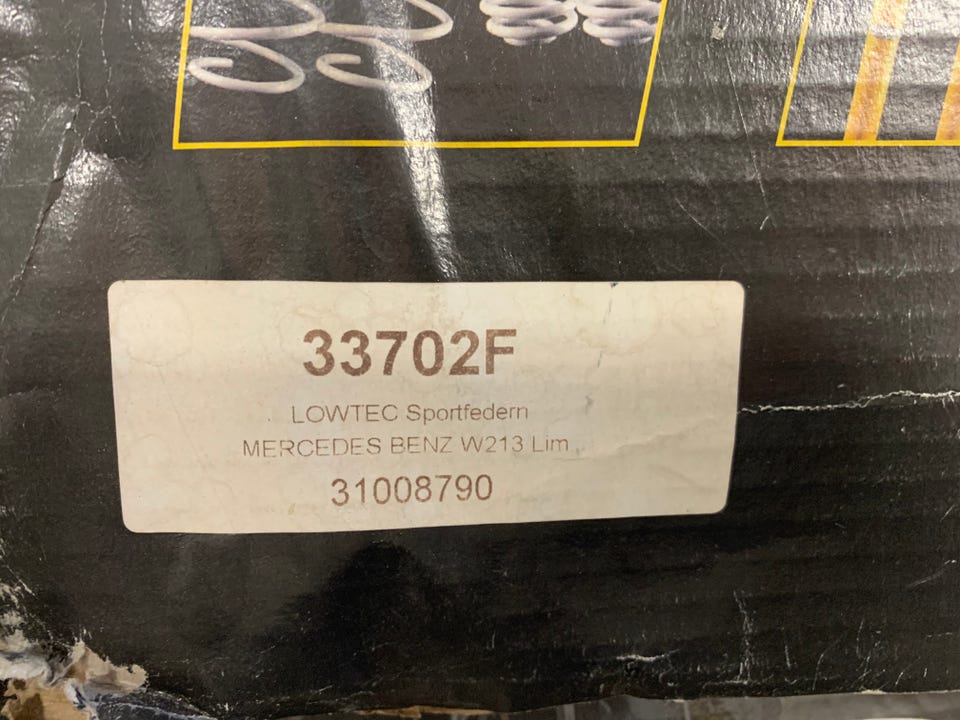 33702F
LOWTEC Sportfedern
MERCEDES BENZ W213 Lim
31008790